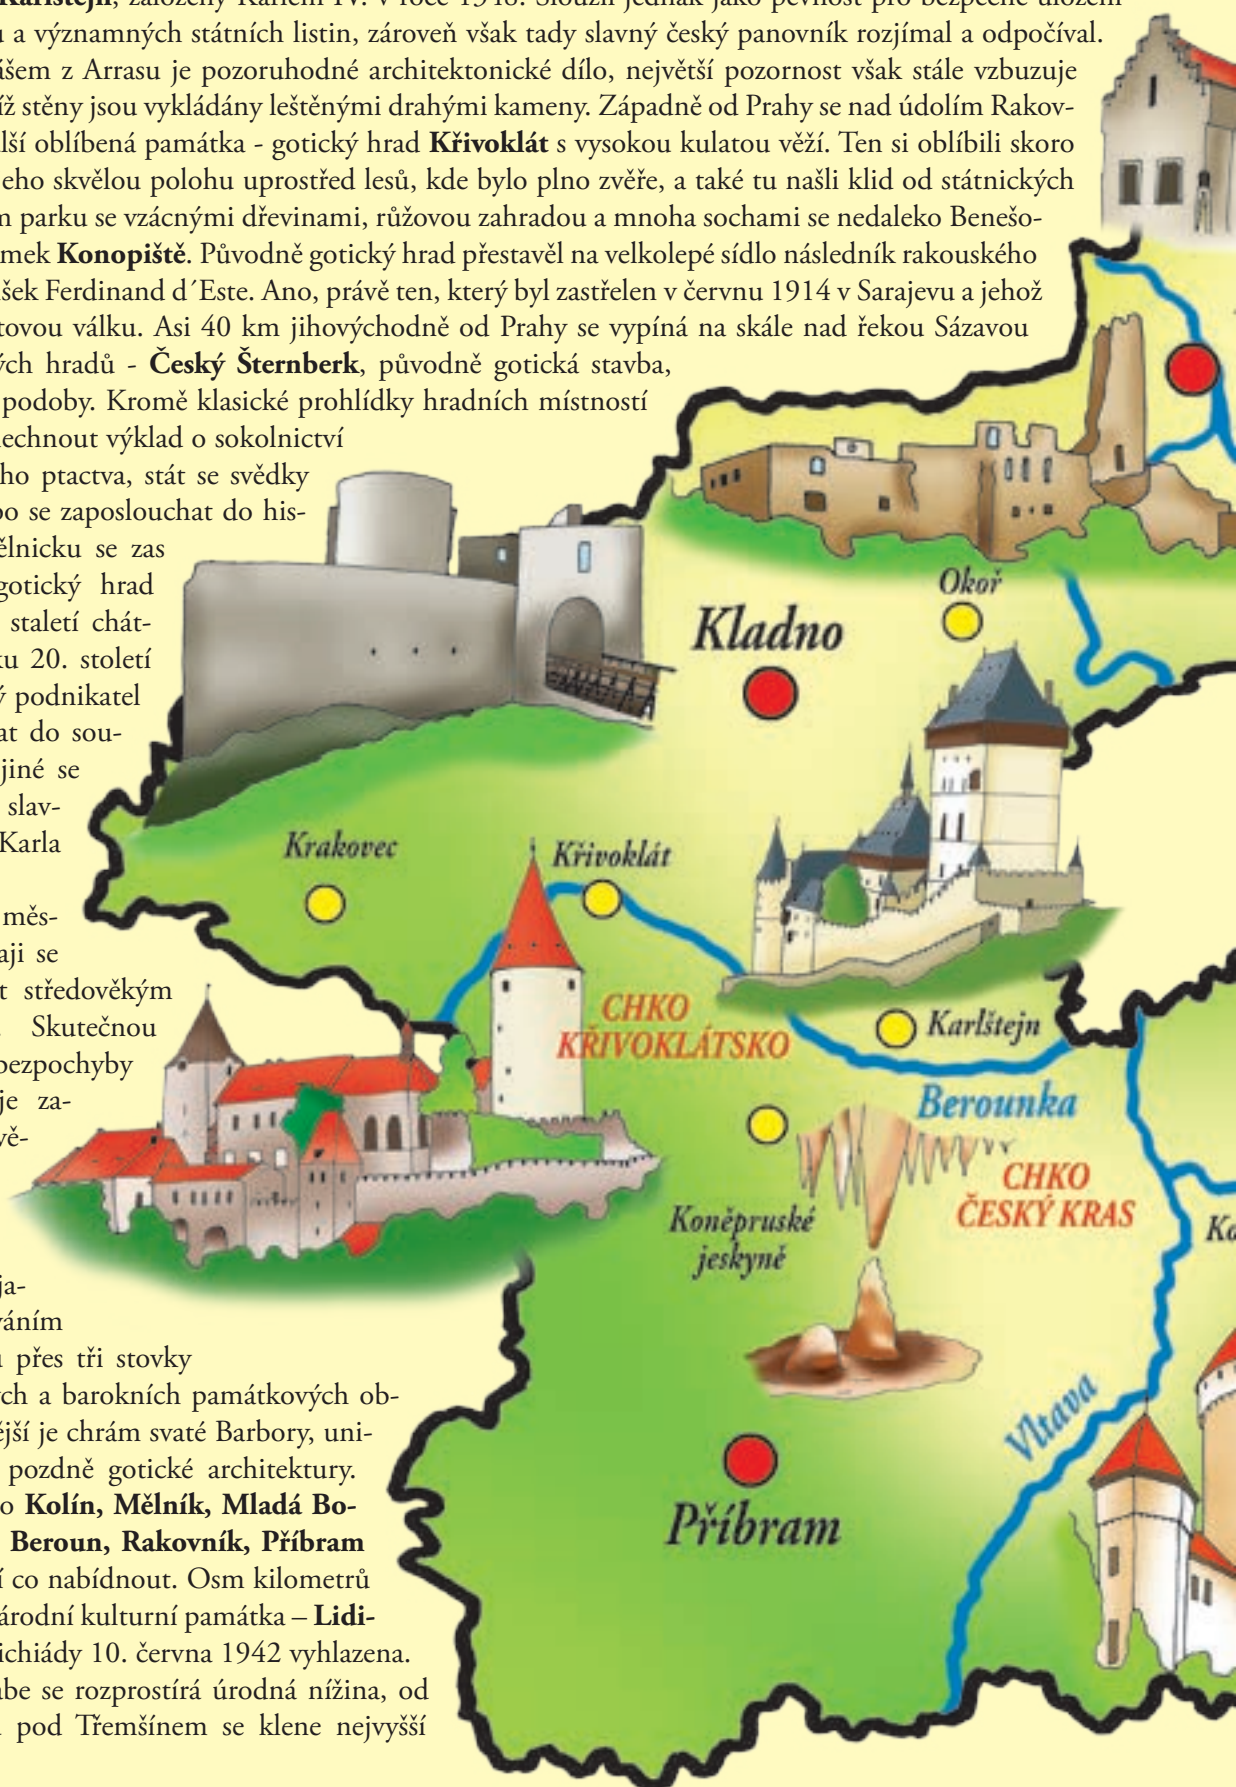 Karlštejn, založený Karlem IV. v roce 1348. Sloužil jednak jako pevnost pro bezpečné uložení
a významných státních listin, zároveň však tady slavný český panovník rozjímal a odpočíval.
ášem z Arrasu je pozoruhodné architektonické dílo, největší pozornost však stále vzbuzuje
íž stěny jsou vykládány leštěnými drahými kameny. Západně od Prahy se nad údolím Rakov-
lší oblíbená památka - gotický hrad Křivoklát s vysokou kulatou věží. Ten si oblíbili skoro
eho skvělou polohu uprostřed lesů, kde bylo plno zvěře, a také tu našli klid od státnických
m parku se vzácnými dřevinami, růžovou zahradou a mnoha sochami se nedaleko Benešo-
mek Konopiště. Původně gotický hrad přestavěl na velkolepé sídlo následník rakouského
išek Ferdinand d´Este. Ano, právě ten, který byl zastřelen v červnu 1914 v Sarajevu a jehož
tovou válku. Asi 40 km jihovýchodně od Prahy se vypíná na skále nad řekou Sázavou
ých hradů - Český Šternberk, původně gotická stavba,
podoby. Kromě klasické prohlídky hradních místností
lechnout výklad o sokolnictví
ho ptactva, stát se svědky
bo se zaposlouchat do his-
ělnicku se zas
gotický hrad
staletí chát-
ku 20. století
ý podnikatel
at do sou-
jiné se
slav-
Karla
měs-
aji se
t středověkým
Skutečnou
bezpochyby
je za-
vě-
ja-
váním
přes tři stovky
ých a barokních památkových ob-
ější je chrám svaté Barbory, uni-
pozdně gotické architektury.
o Kolín, Mělník, Mladá Bo-
Beroun, Rakovník, Příbram
í co nabídnout. Osm kilometrů
árodní kulturní památka – Lidi-
ichiády 10. června 1942 vyhlazena.
abe se rozprostírá úrodná nížina, od
pod Třemšínem se klene nejvyšší
Okoř
Kladno
Krakovec
Křivoklát
CHKO
KŘIVOKLÁTSKO
Karlštejn
Berounka
CHKO
ČESKÝ KRAS
Koněpruské
jeskyně
Ko
Vltava
Příbram